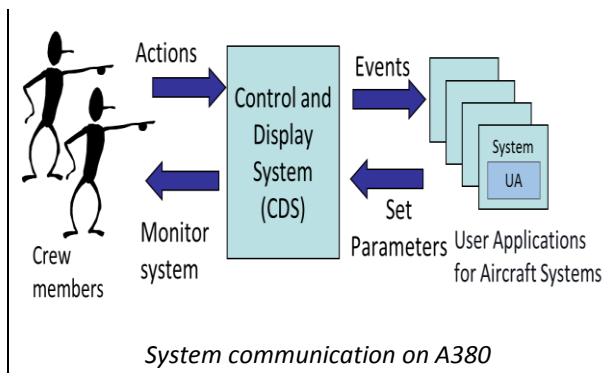 Actions
Control and
Display
System
(CDS)
Events
System
UA
Monitor
system
Set
Parameters
Crew
members
User Applications
for Aircraft Systems
System communication on A380